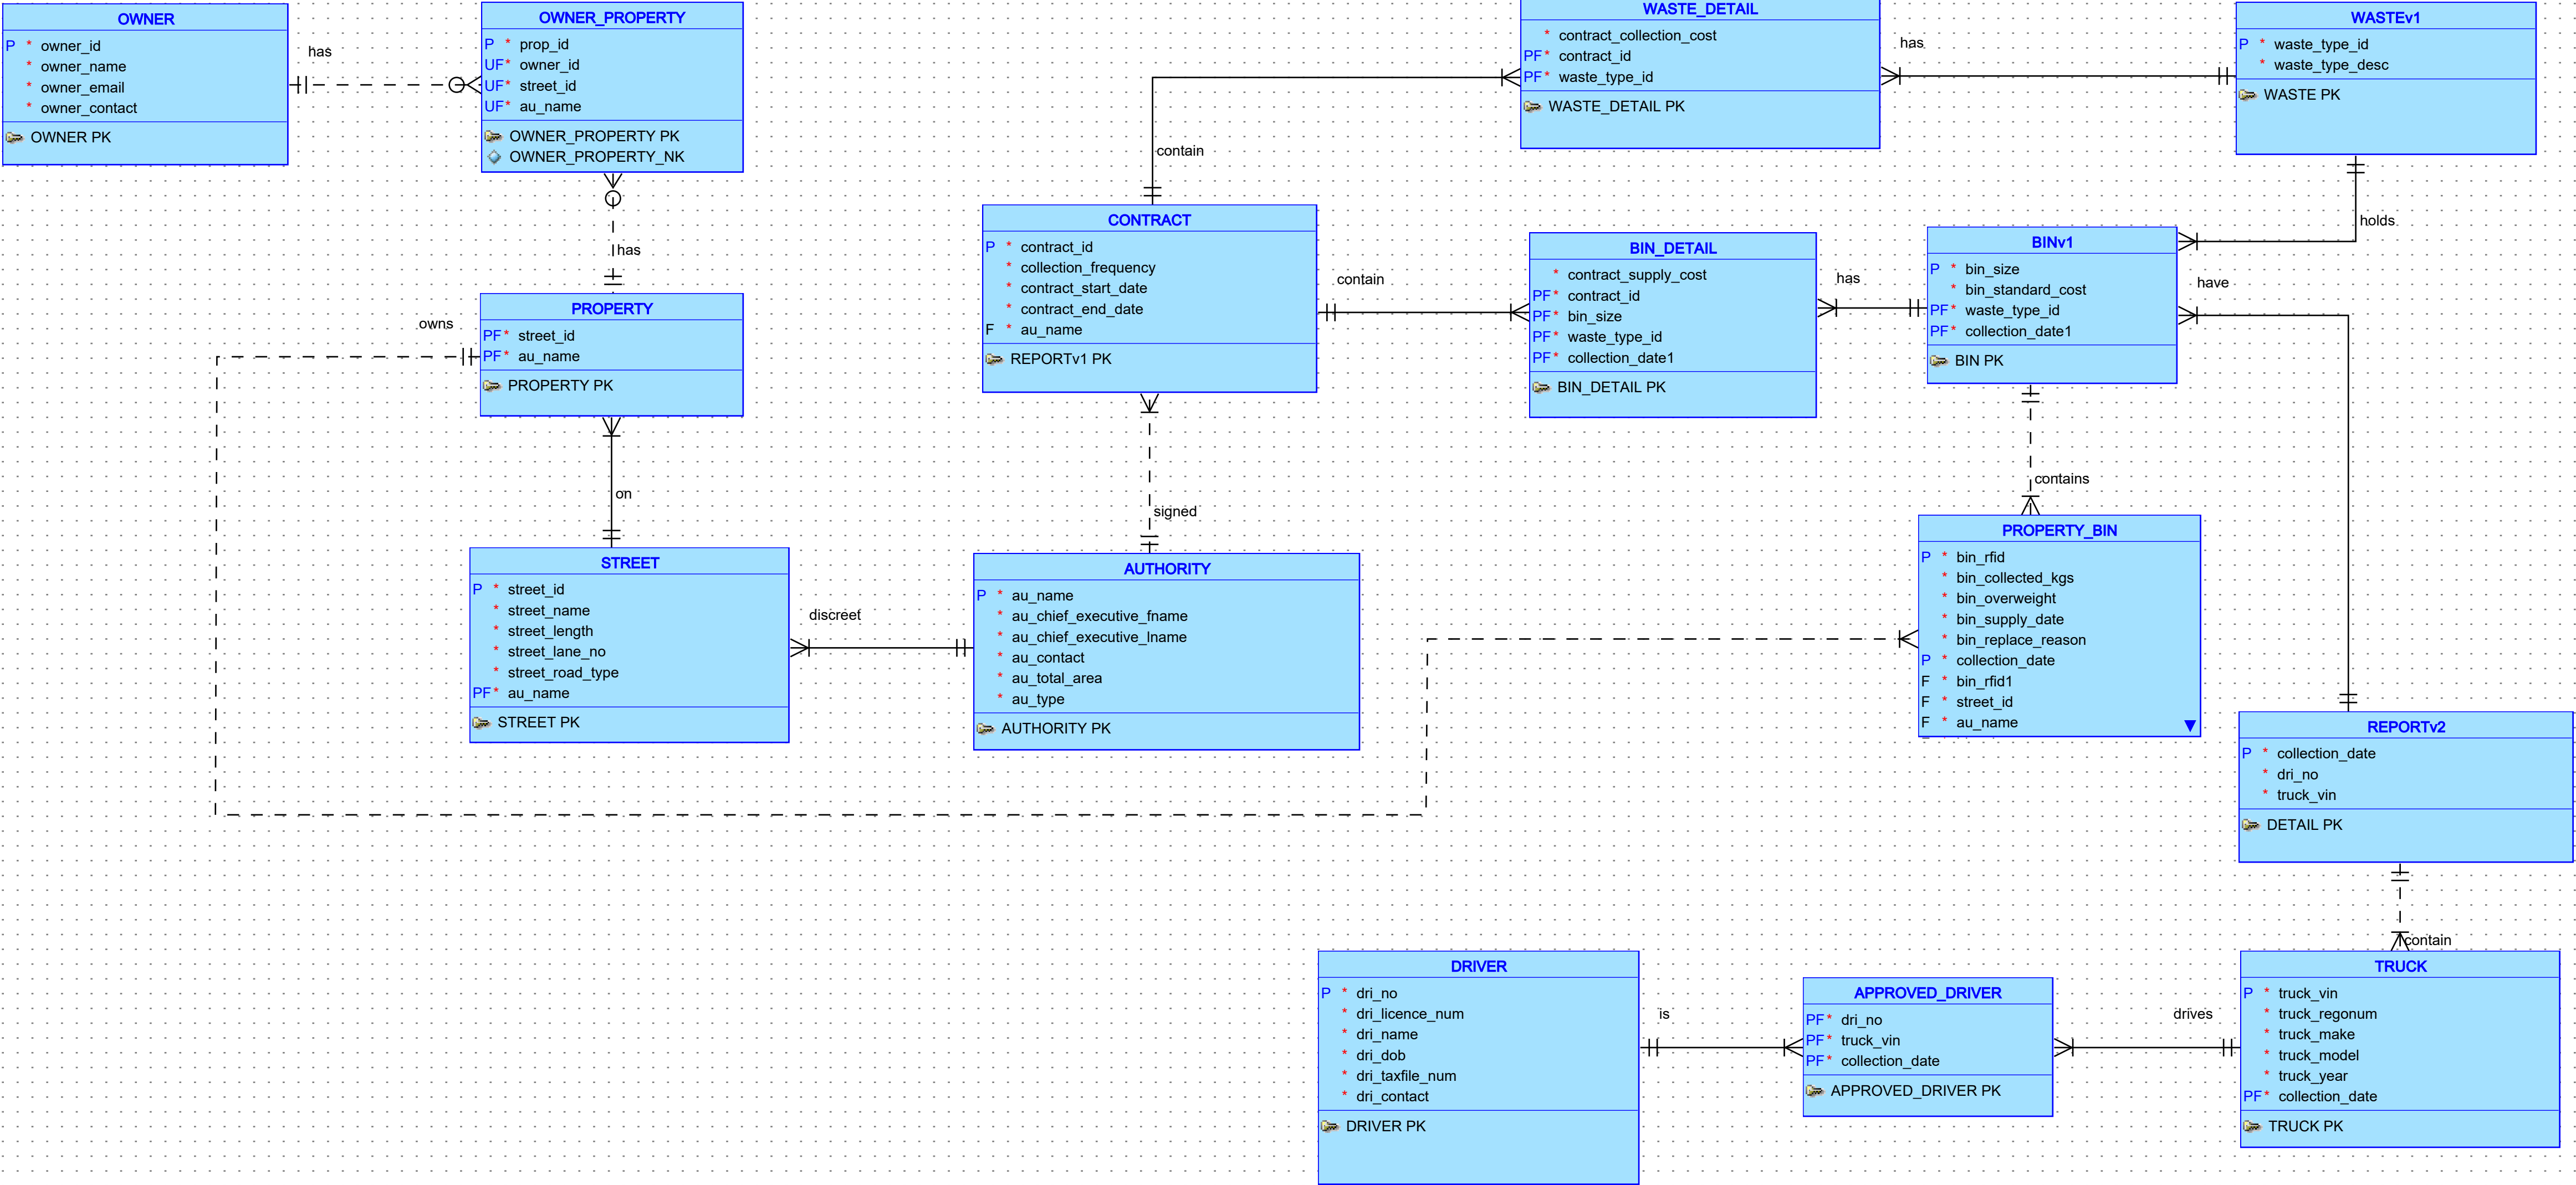 OWNER
P * owner_id
* owner_name
* owner_email
* owner_contact
OWNER PK
has
OWNER_PROPERTY
P * prop_id
UF* owner_id
UF* street_id
UF* au_name
OWNER_PROPERTY PK
OWNER_PROPERTY_NK
has
PROPERTY
PF* street_id
PF* au_name
PROPERTY PK
owns
on
STREET
P * street_id
* street_name
* street_length
* street_lane_no
* street_road_type
PF* au_name
STREET PK
discreet
AUTHORITY
P * au_name
* au_chief_executive_fname
* au_chief_executive_lname
* au_contact
* au_total_area
* au_type
AUTHORITY PK
signed
CONTRACT
P * contract_id
* collection_frequency
* contract_start_date
* contract_end_date
F * au_name
REPORTv1 PK
contain
contain
WASTE_DETAIL
* contract_collection_cost
PF* contract_id
PF* waste_type_id
WASTE_DETAIL PK
has
WASTEv1
P * waste_type_id
* waste_type_desc
WASTE PK
holds
BIN_DETAIL
* contract_supply_cost
PF* contract_id
PF* bin_size
PF* waste_type_id
PF* collection_date1
BIN_DETAIL PK
has
BINv1
P * bin_size
* bin_standard_cost
PF* waste_type_id
PF* collection_date1
BIN PK
have
contains
PROPERTY_BIN
P * bin_rfid
* bin_collected_kgs
* bin_overweight
* bin_supply_date
* bin_replace_reason
P * collection_date
F * bin_rfid1
F * street_id
F * au_name
REPORTv2
P * collection_date
* dri_no
* truck_vin
DETAIL PK
contain
DRIVER
P * dri_no
* dri_licence_num
* dri_name
* dri_dob
* dri_taxfile_num
* dri_contact
DRIVER PK
is
APPROVED_DRIVER
PF* dri_no
PF* truck_vin
PF* collection_date
APPROVED_DRIVER PK
drives
TRUCK
P * truck_vin
* truck_regonum
* truck_make
* truck_model
* truck_year
PF* collection_date
TRUCK PK